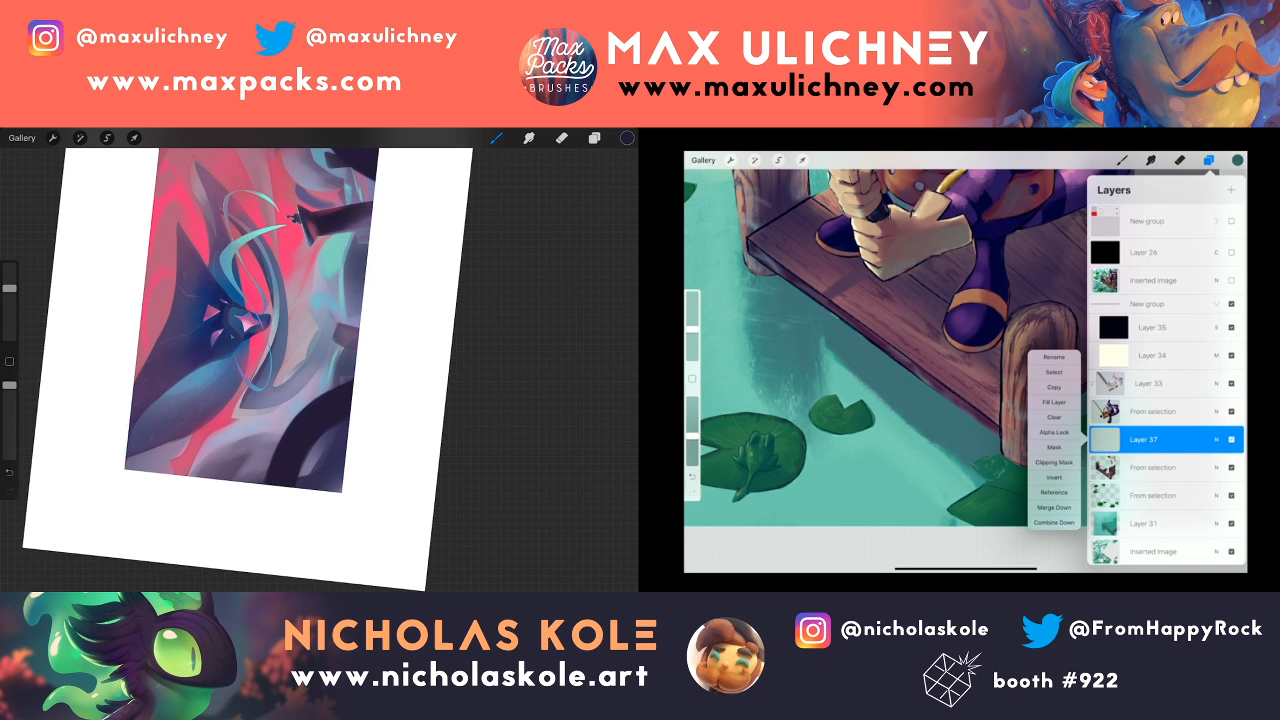 @maxulichney
@maxulichney
www.maxpacks.com
Max
Packs
BRUSHES
MAX ULICHNEY
www.maxulichney.com
Gallery
Gallery
Layers
New group
Layer 26
C
Inserted image
N
New group
Layer 35
S
Layer 34
M
Layer 33
N
From selection
N
Layer 37
N
From selection
N
From selection
N
Layer 31
N
Inserted image
N
Rename
Select
Copy
Fill Layer
Clear
Alpha Lock
Mask
Clipping Mask
Invert
Reference
Merge Down
Combine Down
NICHOLAS KOLE
www.nicholaskole.art
@nicholaskole
@FromHappyRock
booth #922